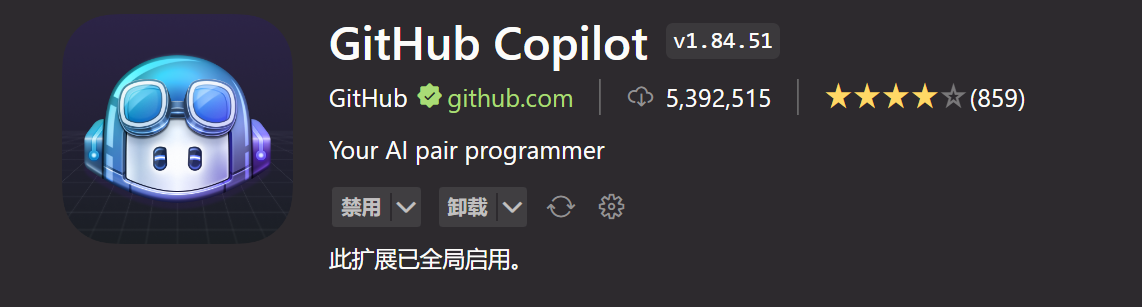 GitHub Copilot v1.84.51
GitHub github.com 5,392,515 (859)
Your AI pair programmer
禁用 卸载
此扩展已全局启用。